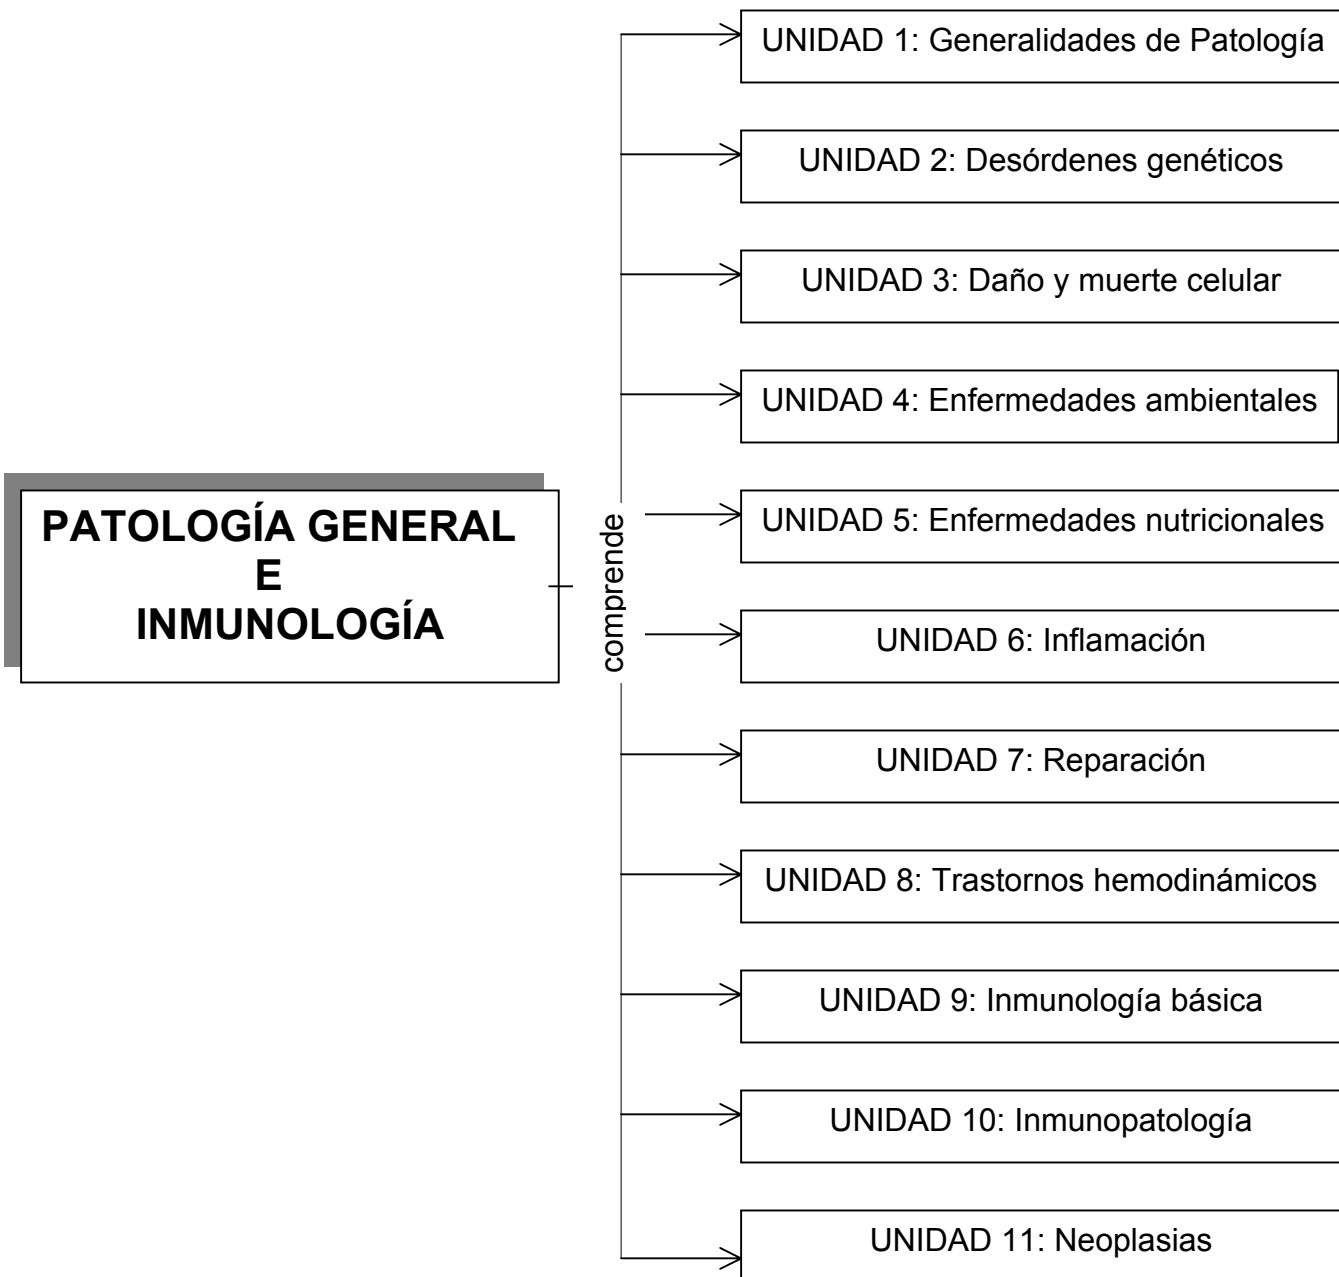 PATOLOGÍA GENERAL
E
INMUNOLOGÍA
comprende
UNIDAD 1: Generalidades de Patología
UNIDAD 2: Desórdenes genéticos
UNIDAD 3: Daño y muerte celular
UNIDAD 4: Enfermedades ambientales
UNIDAD 5: Enfermedades nutricionales
UNIDAD 6: Inflamación
UNIDAD 7: Reparación
UNIDAD 8: Trastornos hemodinámicos
UNIDAD 9: Inmunología básica
UNIDAD 10: Inmunopatología
UNIDAD 11: Neoplasias